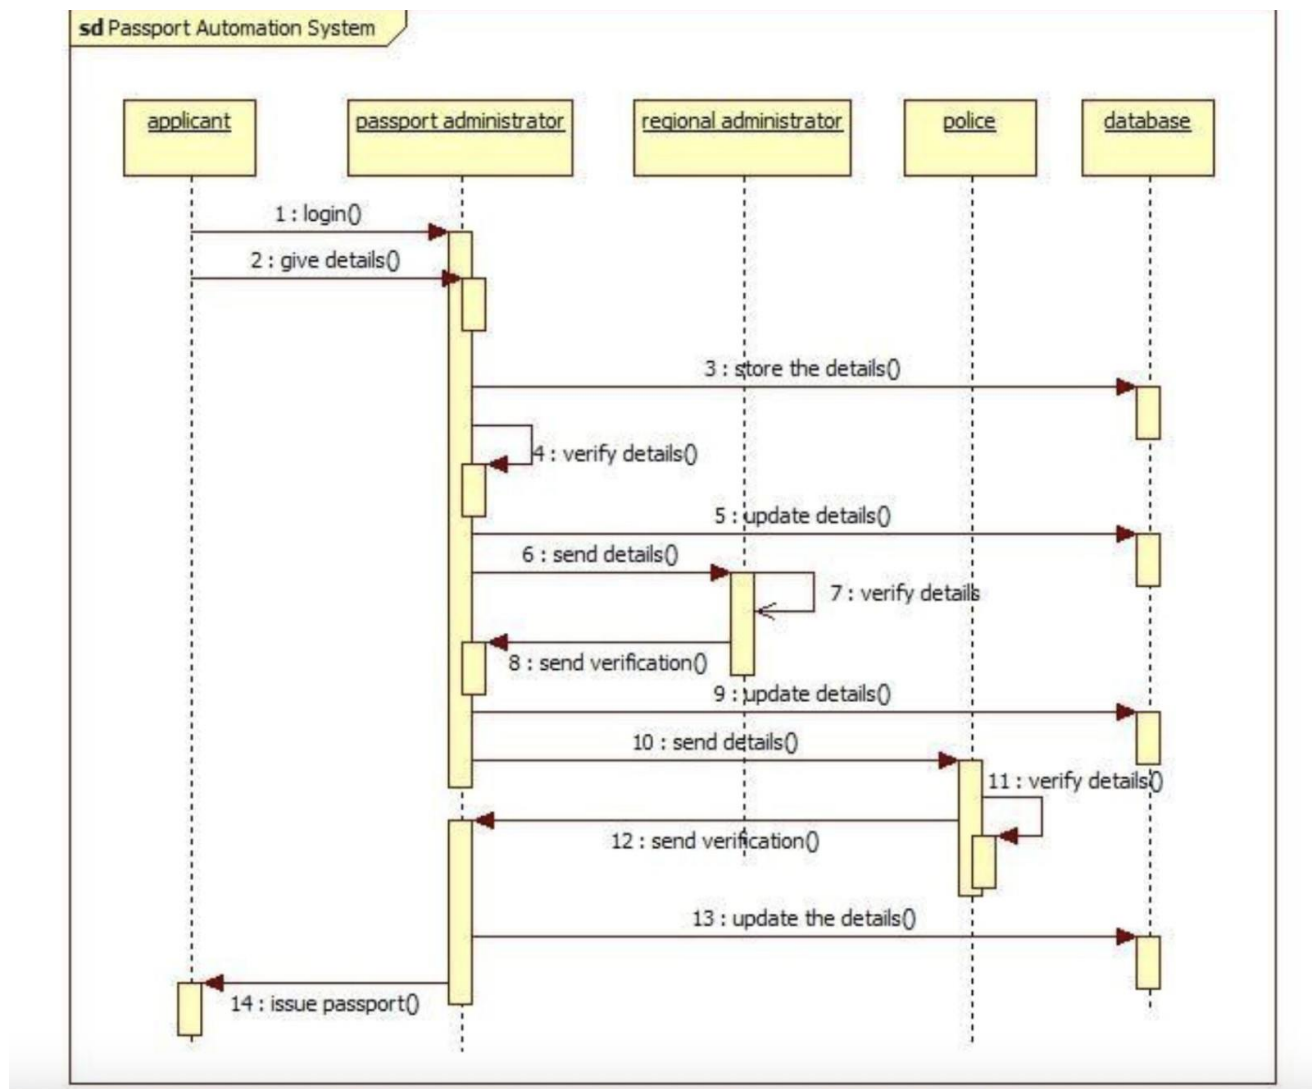 sd Passport Automation System
applicant
passport administrator
regional administrator
police
database
1 : login()
2 : give details()
3 : store the details()
4 : verify details()
5 : update details()
6 : send details()
7 : verify details
8 : send verification()
9 : update details()
10 : send details()
11 : verify details()
12 : send verification()
13 : update the details()
14 : issue passport()